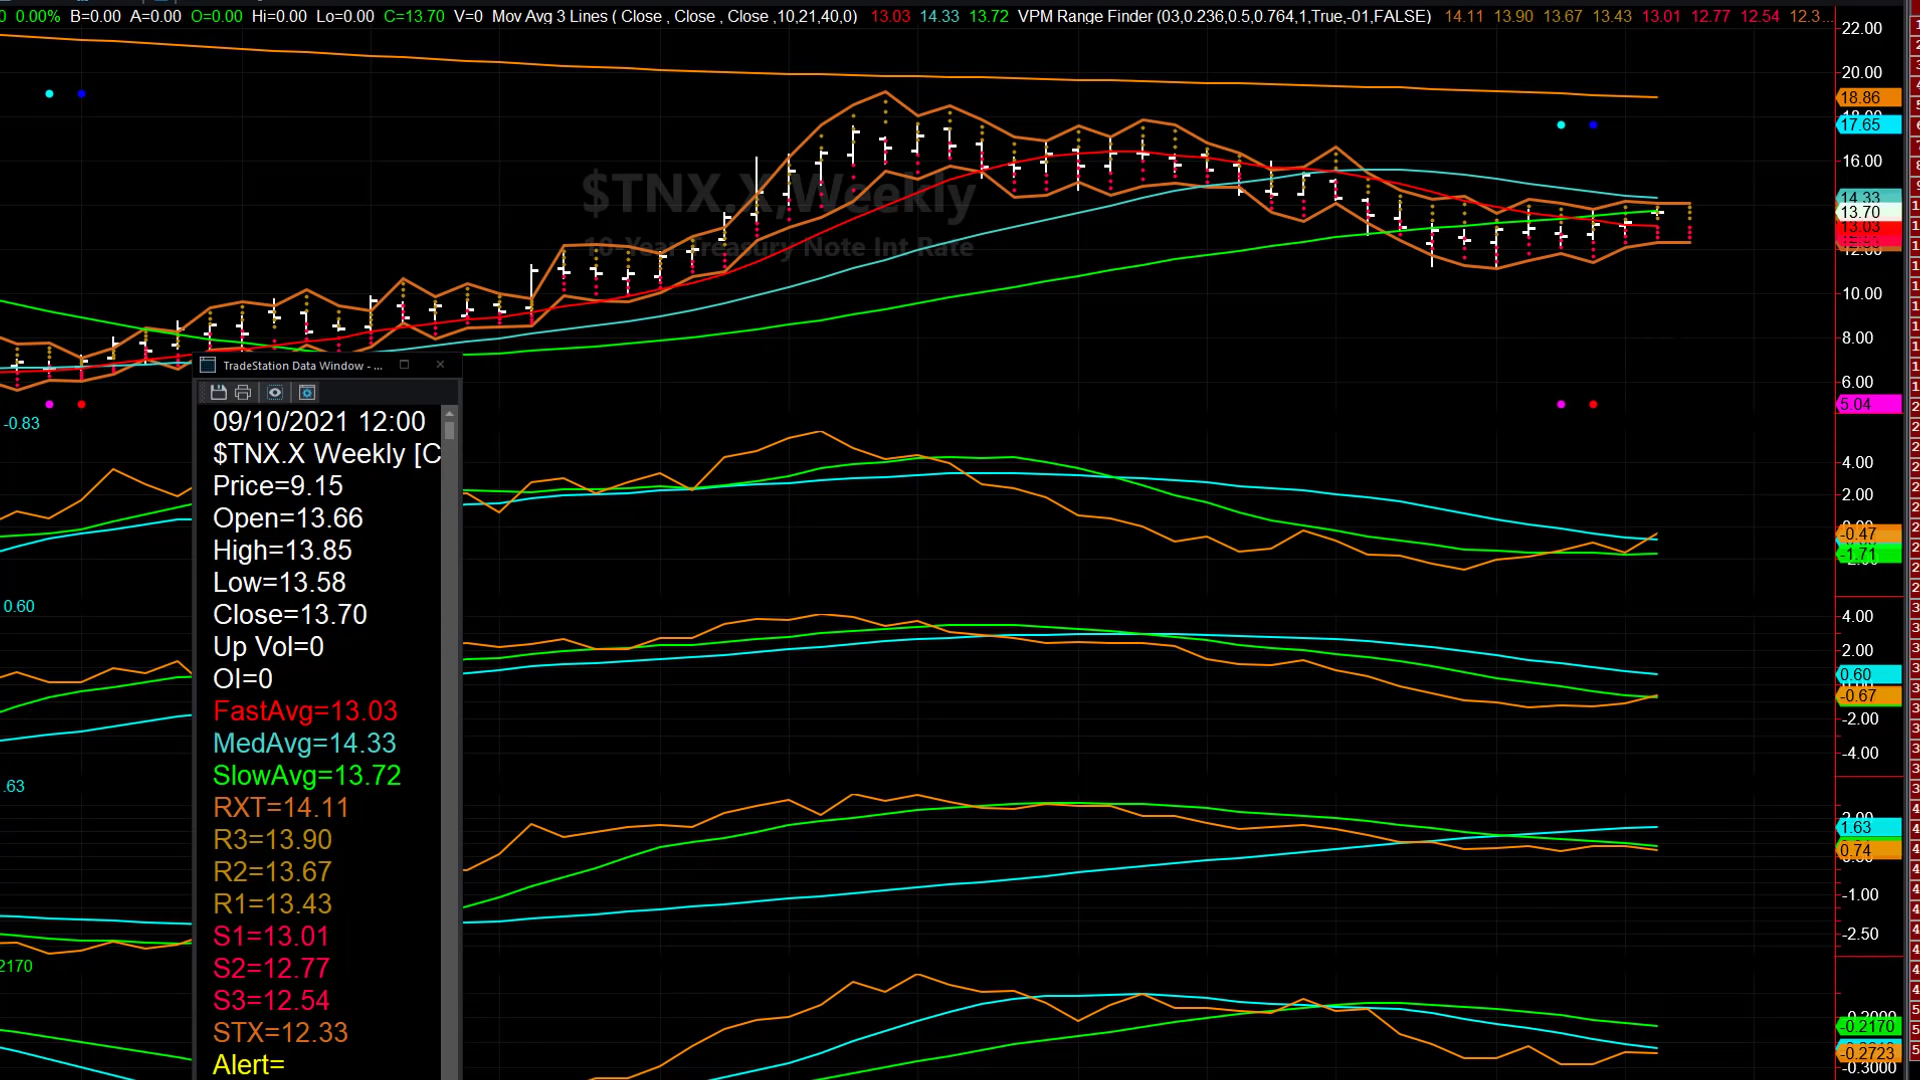 0 0.00% B=0.00 A=0.00 O=0.00 Hi=0.00 Lo=0.00 C=13.70 V=0 Mov Avg 3 Lines ( Close , Close , Close ,10,21,40,0) 13.03 14.33 13.72 VPM Range Finder (03,0.236,0.5,0.764,1,True,-01,FALSE) 14.11 13.90 13.67 13.43 13.01 12.77 12.54 12.3...
22.00
20.00
18.86
17.65
16.00
$TNX.X,Weekly
10-Year Treasury Note Int Rate
14.33
13.70
13.03
12.00
10.00
8.00
6.00
5.04
TradeStation Data Window - ...
09/10/2021 12:00
$TNX.X Weekly [C
Price=9.15
Open=13.66
High=13.85
Low=13.58
Close=13.70
Up Vol=0
OI=0
FastAvg=13.03
MedAvg=14.33
SlowAvg=13.72
RXT=14.11
R3=13.90
R2=13.67
R1=13.43
S1=13.01
S2=12.77
S3=12.54
STX=12.33
Alert=
-0.83
0.60
.63
2170
4.00
2.00
-0.47
-1.71
4.00
2.00
0.60
-0.67
-2.00
-4.00
1.63
0.74
-1.00
-2.50
-0.2170
-0.2723
-0.3000